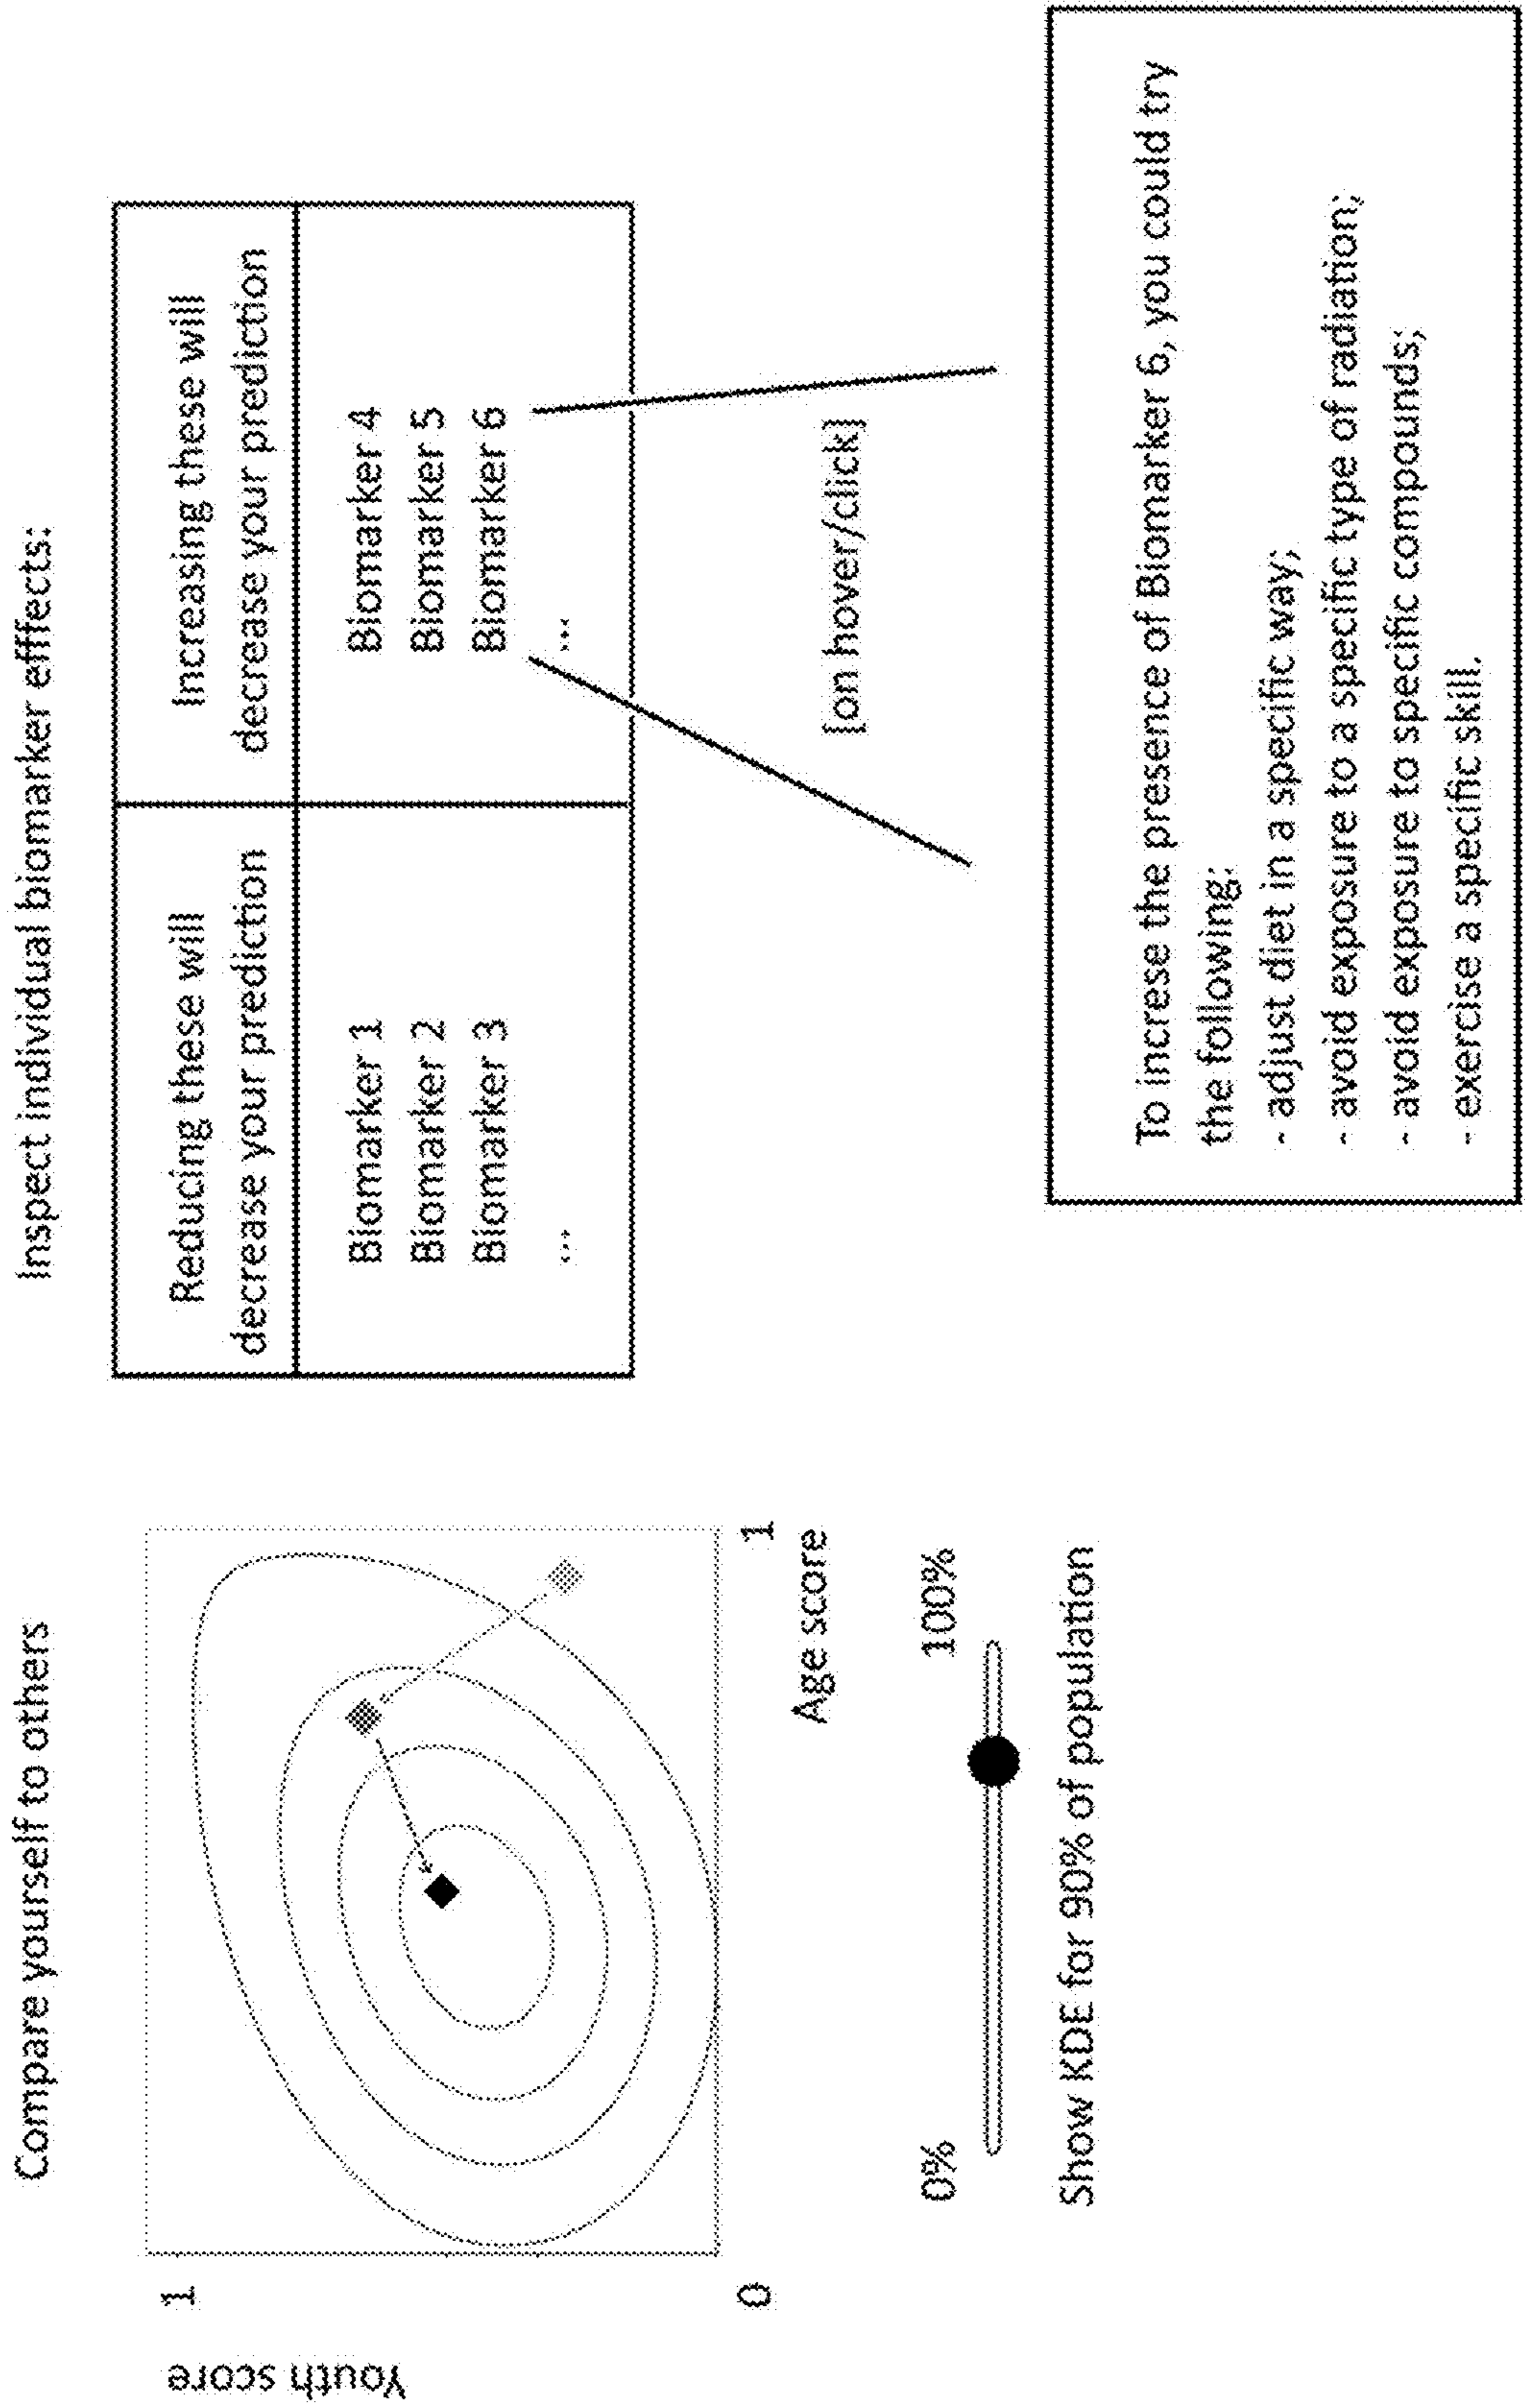 Compare yourself to others
1
Youth score
0
1
Age score
0%
100%
Show KDE for 90% of population
Inspect individual biomarker efffects:
Reducing these will
decrease your prediction
Increasing these will
decrease your prediction
Biomarker 1
Biomarker 2
Biomarker 3
...
Biomarker 4
Biomarker 5
Biomarker 6
...
[on hover/click]
To increse the presence of Biomarker 6, you could try
the following:
- adjust diet in a specific way;
- avoid exposure to a specific type of radiation;
- avoid exposure to specific compounds;
- exercise a specific skill.